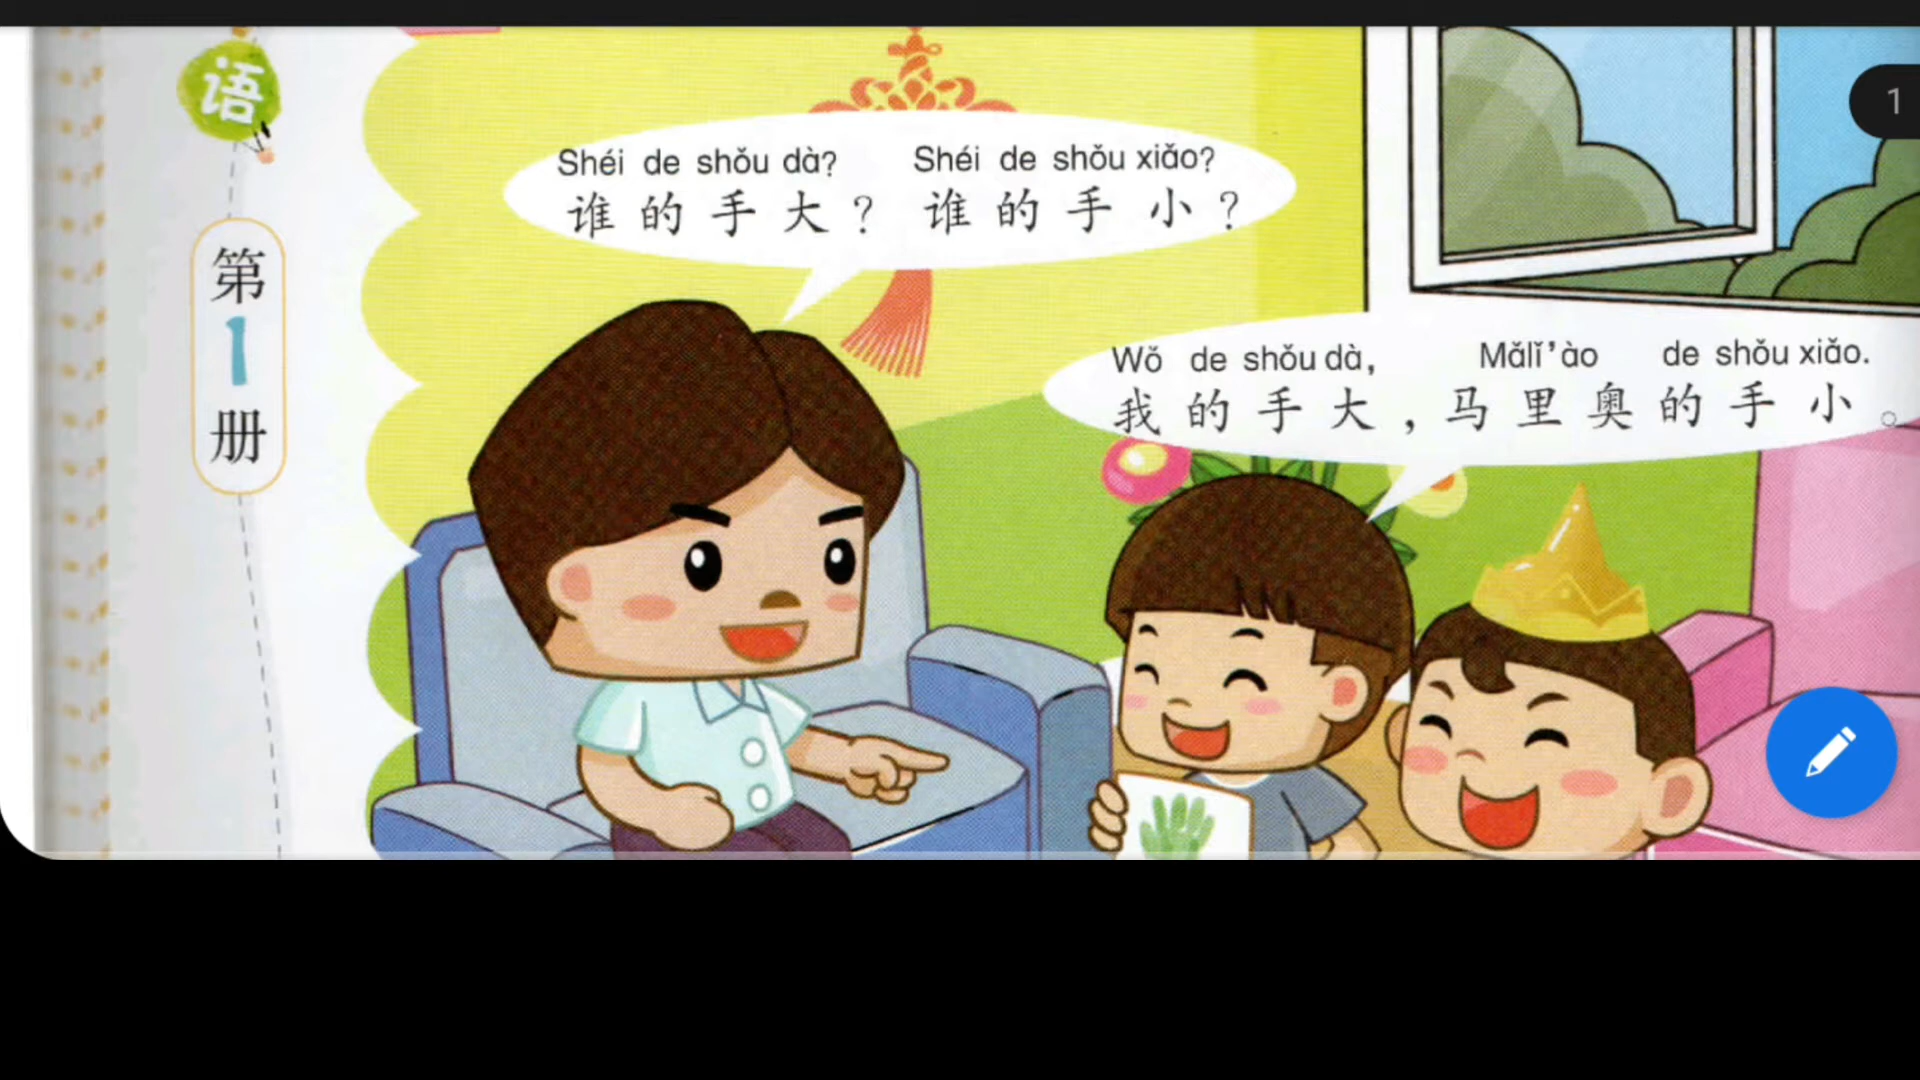 语
第1册
Shéi de shǒu dà? Shéi de shǒu xiǎo?
谁的手大？ 谁的手小？
Wǒ de shǒu dà, Mǎlǐ'ào de shǒu xiǎo.
我的手大，马里奥的手小。
1